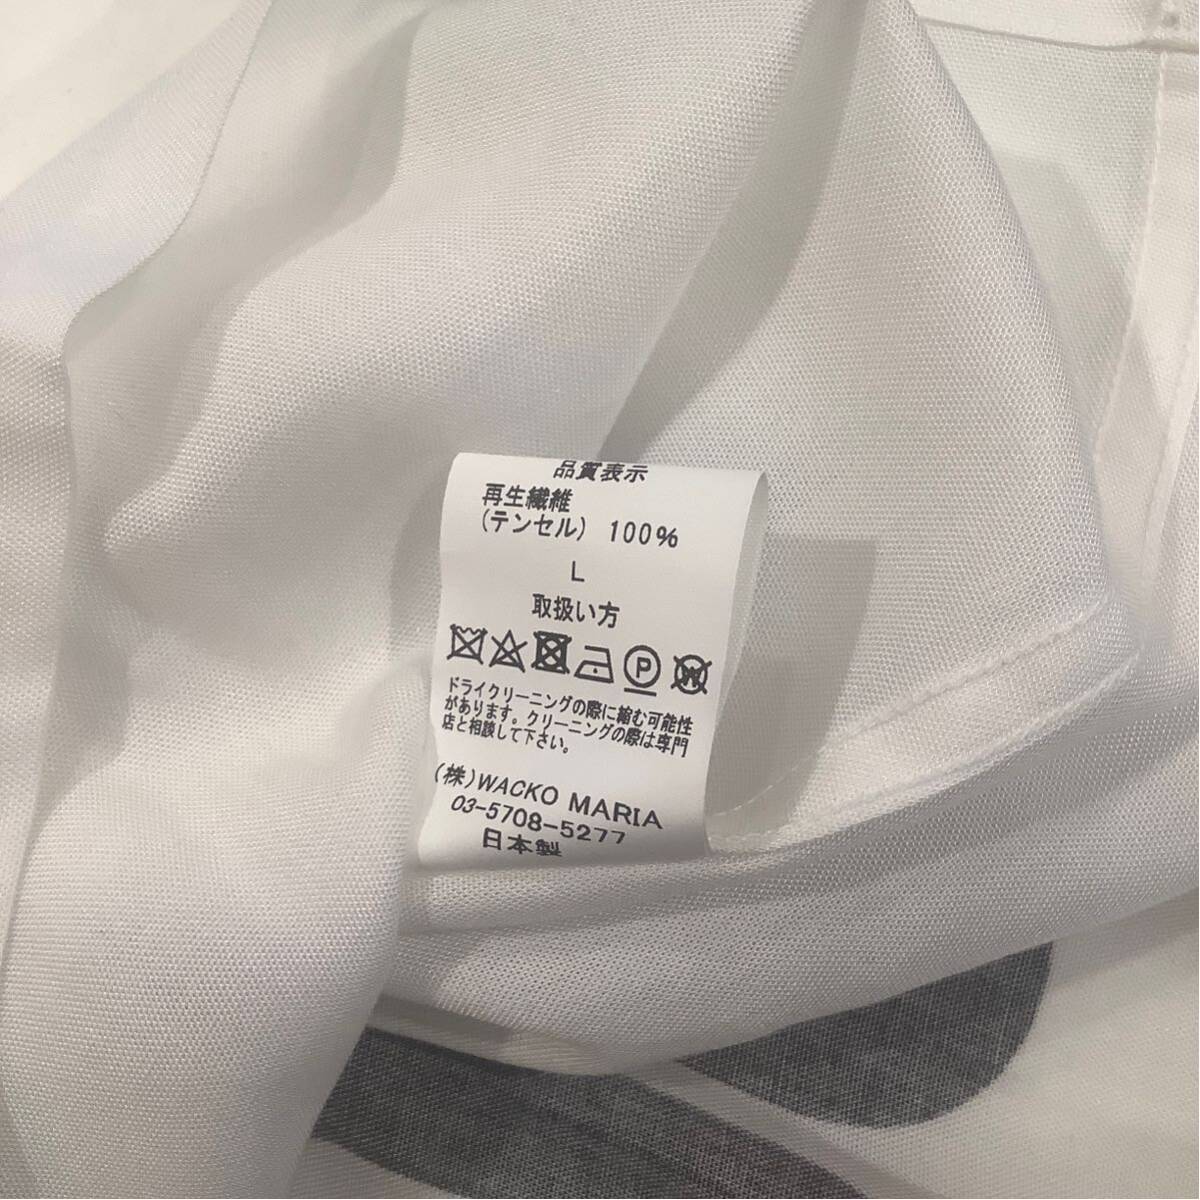 品質表示
再生繊維
(テンセル) 100%
L
取扱い方
P W
ドライクリーニングの際に縮む可能性
があります。クリーニングの際は専門
店と相談して下さい。
(株)WACKO MARIA
03-5708-5277
日本製